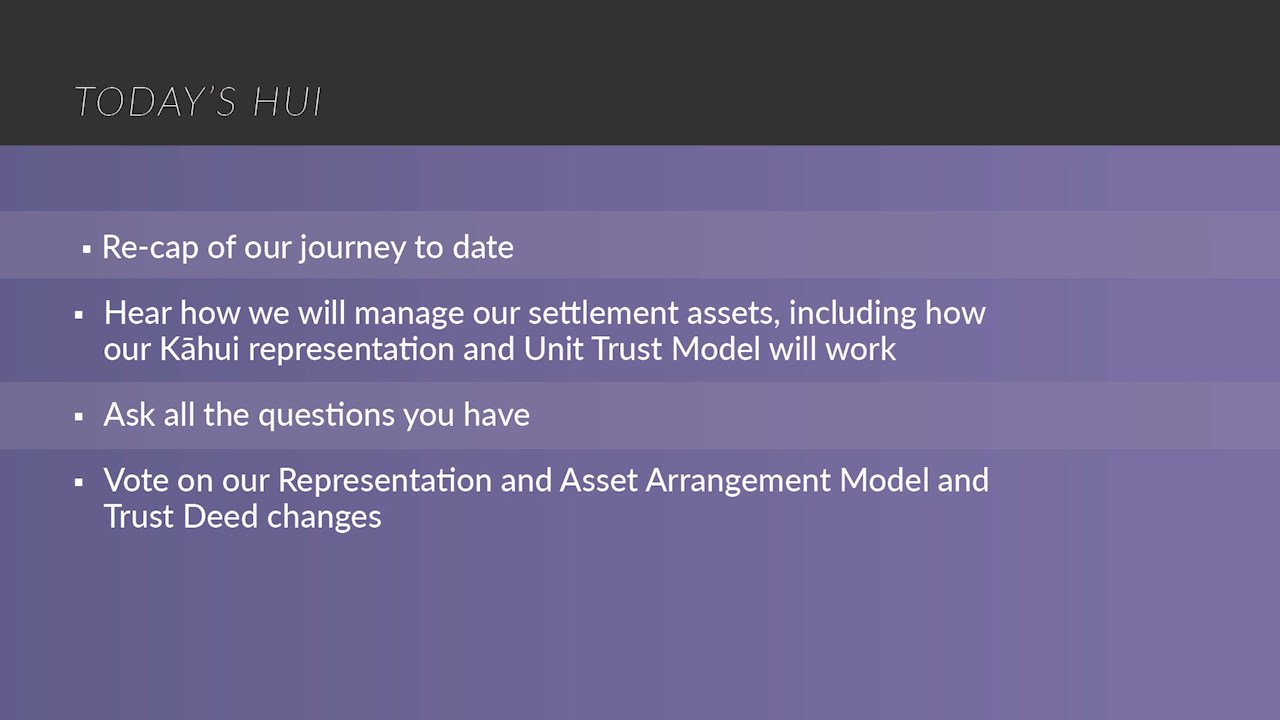 TODAY'S HUI
▪ Re-cap of our journey to date
▪ Hear how we will manage our settlement assets, including how
our Kāhui representation and Unit Trust Model will work
▪ Ask all the questions you have
▪ Vote on our Representation and Asset Arrangement Model and
Trust Deed changes